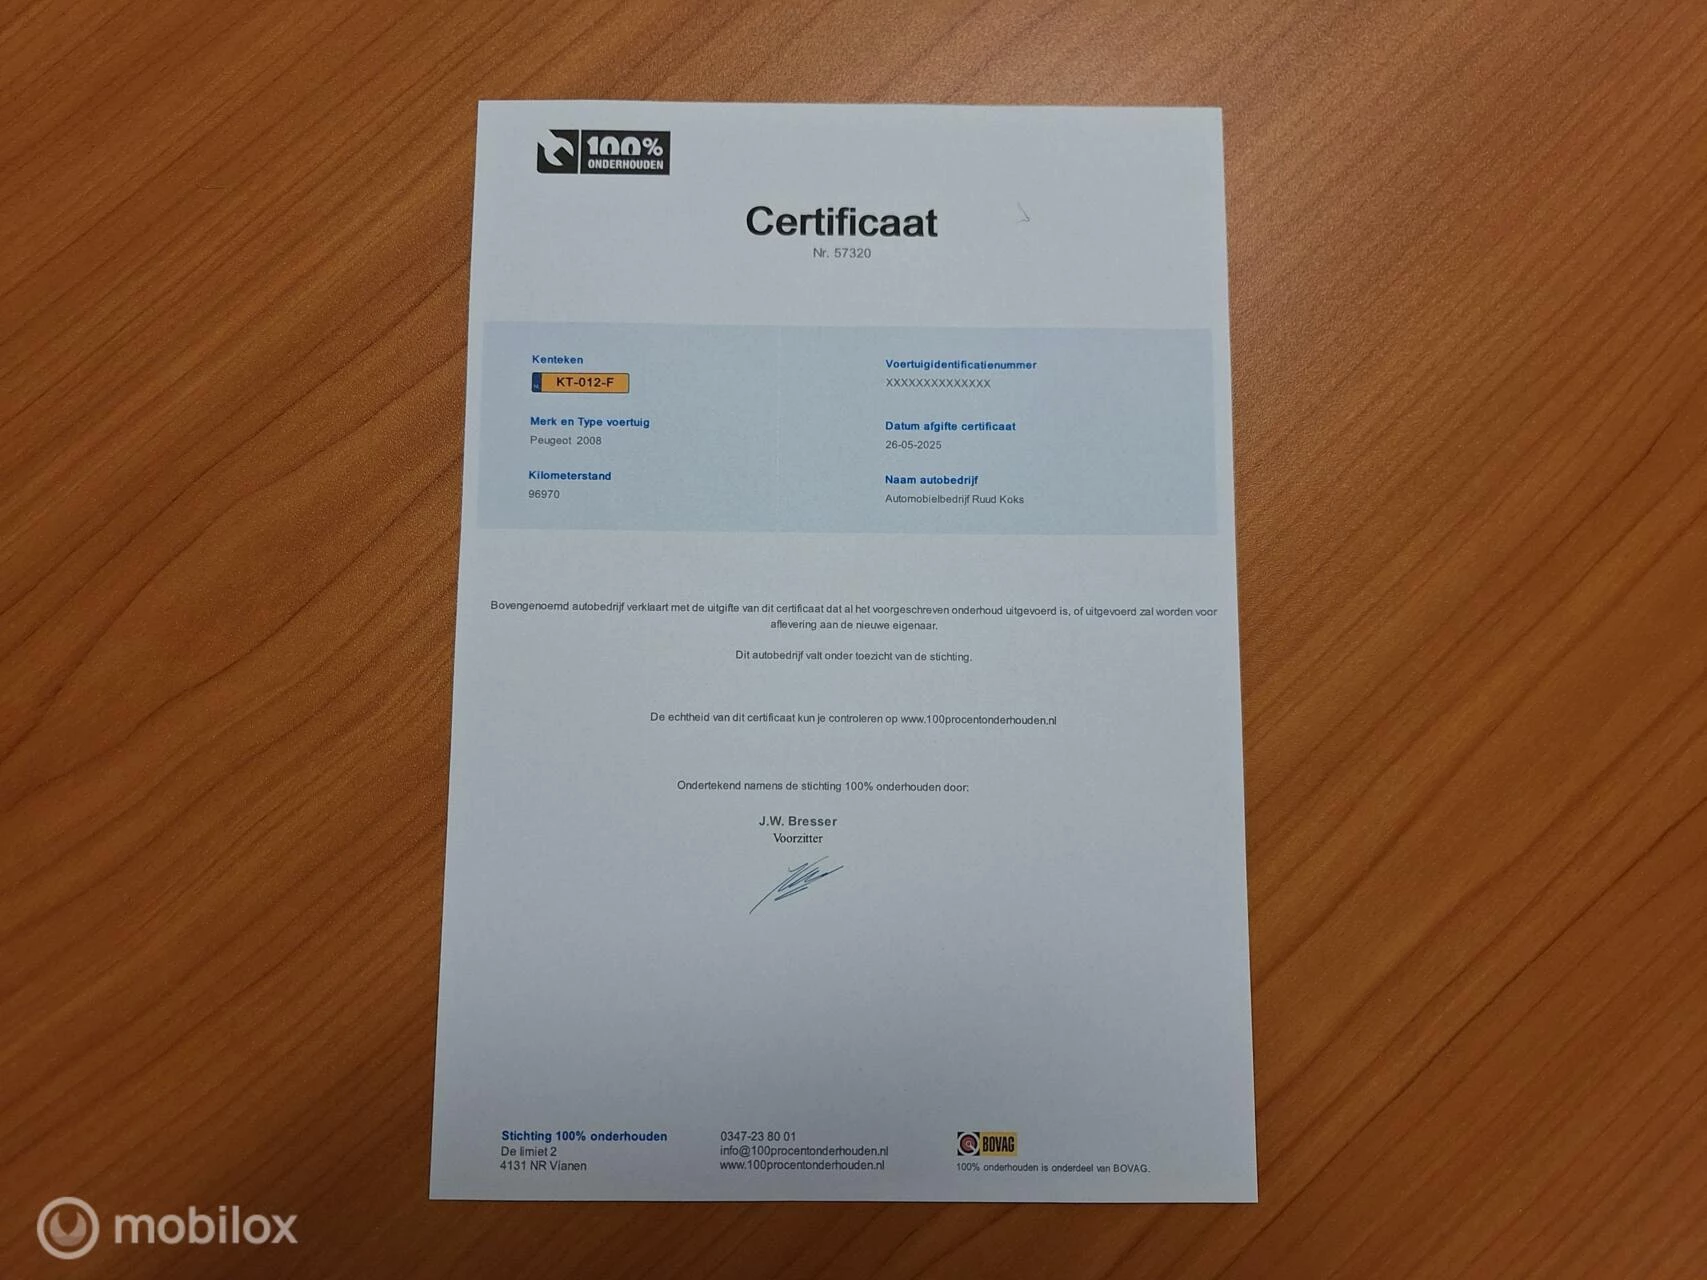 100%
ONDERHOUDEN
Certificaat
Nr. 57320
Kenteken
NL
KT-012-F
Merk en Type voertuig
Peugeot 2008
Kilometerstand
96970
Voertuigidentificatienummer
XXXXXXXXXXXXXX
Datum afgifte certificaat
26-05-2025
Naam autobedrijf
Automobielbedrijf Ruud Koks
Bovengenoemd autobedrijf verklaart met de uitgifte van dit certificaat dat al het voorgeschreven onderhoud uitgevoerd is, of uitgevoerd zal worden voor
aflevering aan de nieuwe eigenaar.
Dit autobedrijf valt onder toezicht van de stichting.
De echtheid van dit certificaat kun je controleren op www.100procentonderhouden.nl
Ondertekend namens de stichting 100% onderhouden door:
J.W. Bresser
Voorzitter
Stichting 100% onderhouden
De limiet 2
4131 NR Vianen
0347-23 80 01
info@100procentonderhouden.nl
www.100procentonderhouden.nl
BOVAG
100% onderhouden is onderdeel van BOVAG.
mobilox